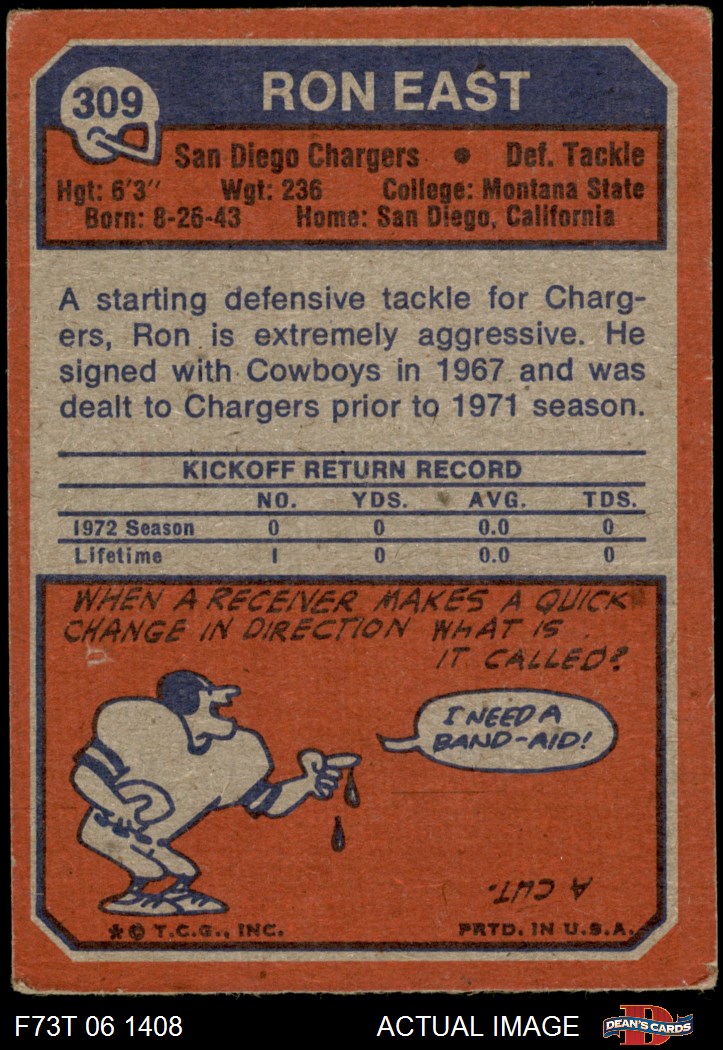 309
RON EAST
San Diego Chargers • Def. Tackle
Hgt: 6'3" Wgt: 236 College: Montana State
Born: 8-26-43 Home: San Diego, California
A starting defensive tackle for Charg-
ers, Ron is extremely aggressive. He
signed with Cowboys in 1967 and was
dealt to Chargers prior to 1971 season.
KICKOFF RETURN RECORD
NO. YDS. AVG. TDS.
1972 Season 0 0 0.0 0
Lifetime 1 0 0.0 0
WHEN A RECEIVER MAKES A QUICK
CHANGE IN DIRECTION WHAT IS
IT CALLED?
I NEED A
BAND-AID!
A CUT.
* © T.C.G., INC. PRTD. IN U.S.A.
F73T 06 1408 ACTUAL IMAGE D DEAN'S CARDS